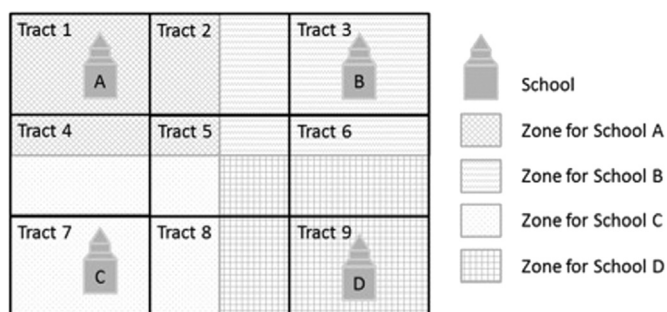 Tract 1
Tract 2
Tract 3
A
B
School
Tract 4
Tract 5
Tract 6
Zone for School A
Zone for School B
Zone for School C
Tract 7
Tract 8
Tract 9
C
D
Zone for School D